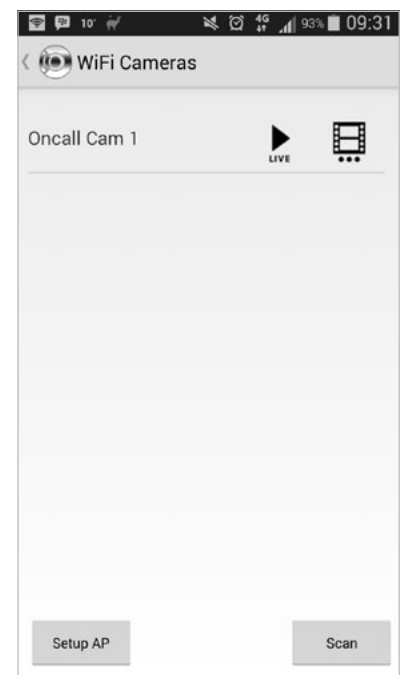 10° 4G 93% 09:31
WiFi Cameras
Oncall Cam 1
LIVE
Setup AP
Scan